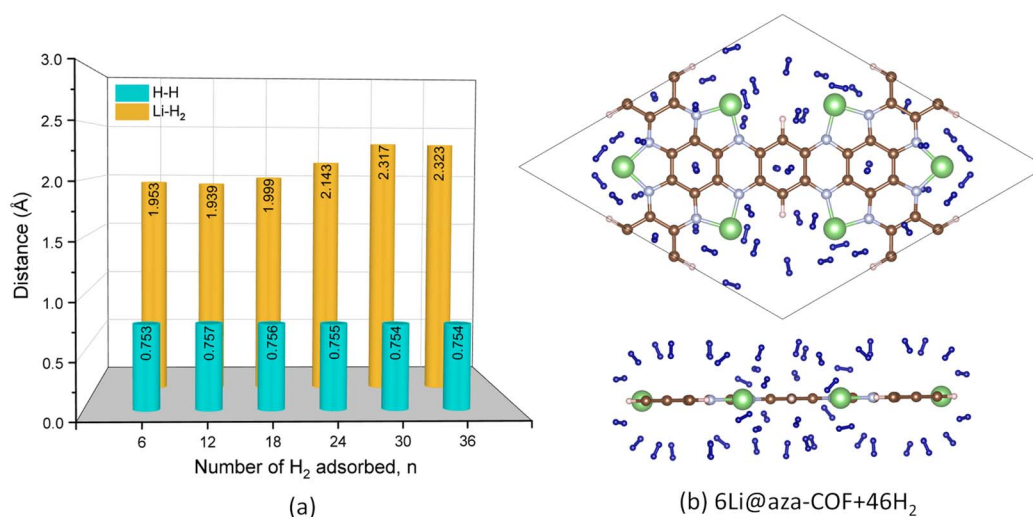 3.0
2.5
2.0
1.5
1.0
0.5
0.0
Distance (Å)
H-H
Li-H₂
1.953
1.939
1.999
2.143
2.317
2.323
0.753
0.757
0.756
0.755
0.754
0.754
6 12 18 24 30 36
Number of H₂ adsorbed, n
(a)
(b) 6Li@aza-COF+46H₂